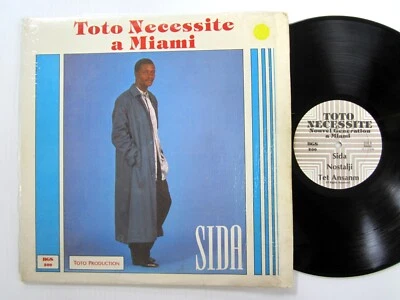 Toto Necessite
a Miami
SIDA
TOTO PRODUCTION
TOTO
NECESSITE
Nouvel Generation
a Miami
Sida
Nostalji
Tet Ansanm